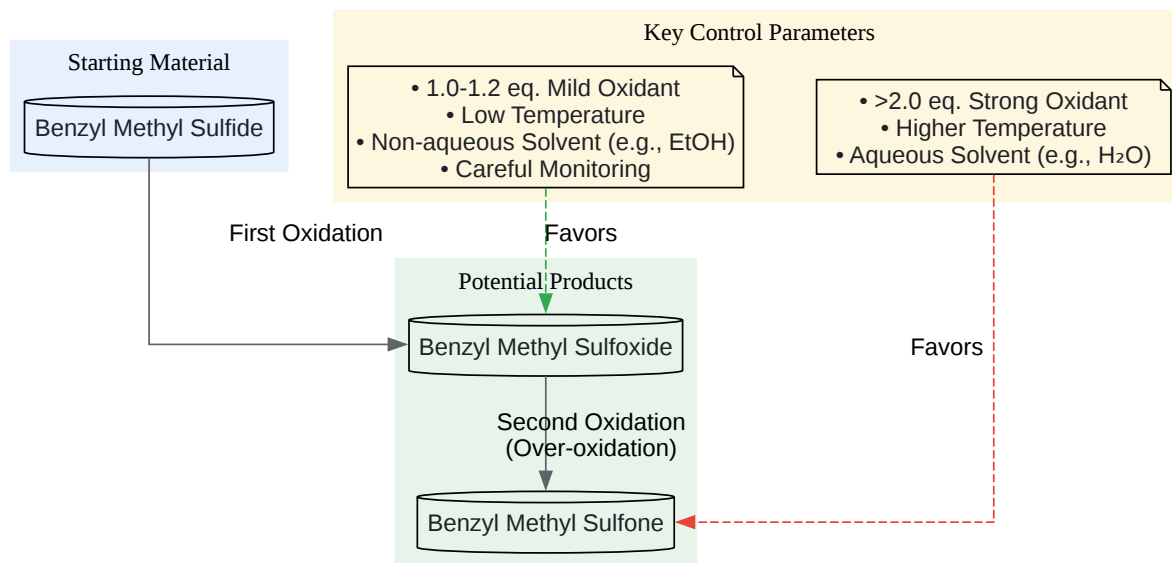 Key Control Parameters
Starting Material
• 1.0-1.2 eq. Mild Oxidant
• Low Temperature
• Non-aqueous Solvent (e.g., EtOH)
• Careful Monitoring
• >2.0 eq. Strong Oxidant
• Higher Temperature
• Aqueous Solvent (e.g., H₂O)
Benzyl Methyl Sulfide
First Oxidation
Favors
Potential Products
Benzyl Methyl Sulfoxide
Favors
Second Oxidation
(Over-oxidation)
Benzyl Methyl Sulfone